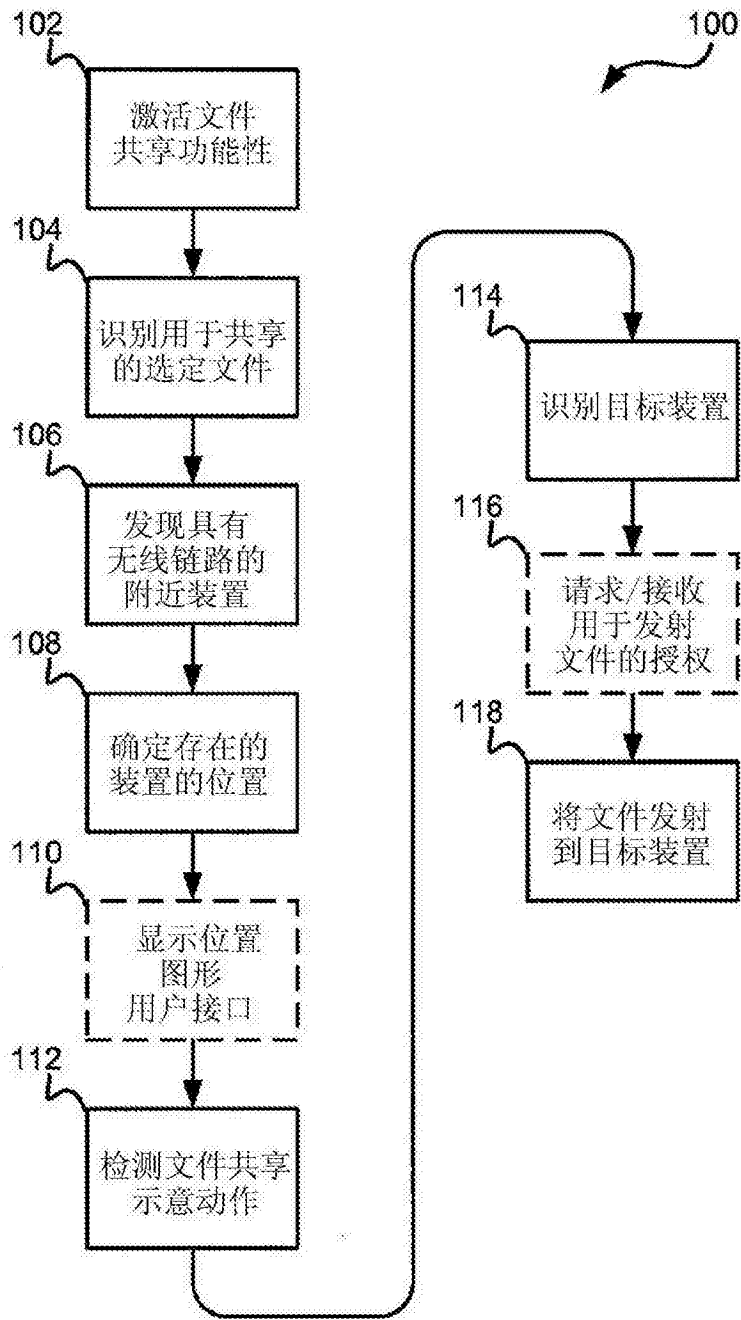 102
100
激活文件
共享功能性
104
识别用于共享
的选定文件
106
发现具有
无线链路的
附近装置
108
确定存在的
装置的位置
110
显示位置
图形
用户接口
112
检测文件共享
示意动作
114
识别目标装置
116
请求/接收
用于发射
文件的授权
118
将文件发射
到目标装置